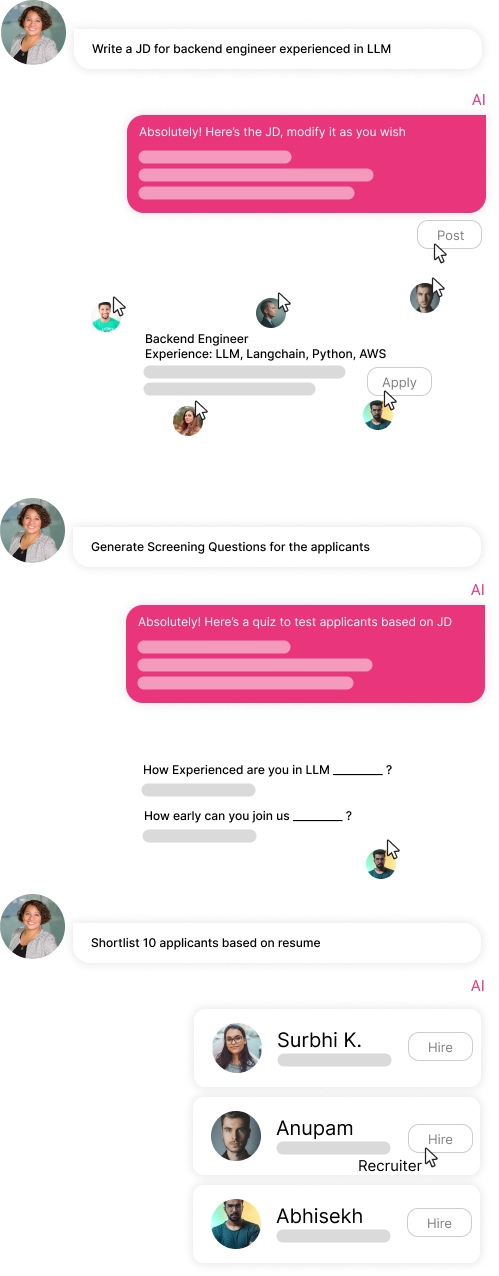 Write a JD for backend engineer experienced in LLM
AI
Absolutely! Here's the JD, modify it as you wish
Post
Backend Engineer
Experience: LLM, Langchain, Python, AWS
Apply
Generate Screening Questions for the applicants
AI
Absolutely! Here's a quiz to test applicants based on JD
How Experienced are you in LLM ________ ?
How early can you join us ________ ?
Shortlist 10 applicants based on resume
AI
Surbhi K.
Hire
Anupam
Hire
Recruiter
Abhisekh
Hire